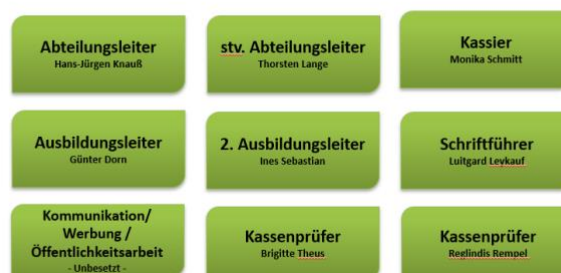 Abteilungsleiter
Hans-Jürgen Knauß
stv. Abteilungsleiter
Thorsten Lange
Kassier
Monika Schmitt
Ausbildungsleiter
Günter Dorn
2. Ausbildungsleiter
Ines Sebastian
Schriftführer
Luitgard Leykauf
Kommunikation/
Werbung /
Öffentlichkeitsarbeit
- Unbesetzt -
Kassenprüfer
Brigitte Theus
Kassenprüfer
Reglindis Rempel